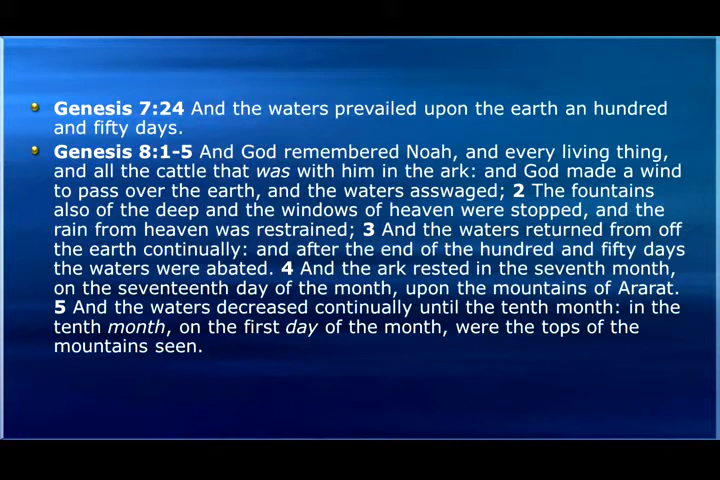 Genesis 7:24 And the waters prevailed upon the earth an hundred
and fifty days.
Genesis 8:1-5 And God remembered Noah, and every living thing,
and all the cattle that was with him in the ark: and God made a wind
to pass over the earth, and the waters asswaged; 2 The fountains
also of the deep and the windows of heaven were stopped, and the
rain from heaven was restrained; 3 And the waters returned from off
the earth continually: and after the end of the hundred and fifty days
the waters were abated. 4 And the ark rested in the seventh month,
on the seventeenth day of the month, upon the mountains of Ararat.
5 And the waters decreased continually until the tenth month: in the
tenth month, on the first day of the month, were the tops of the
mountains seen.